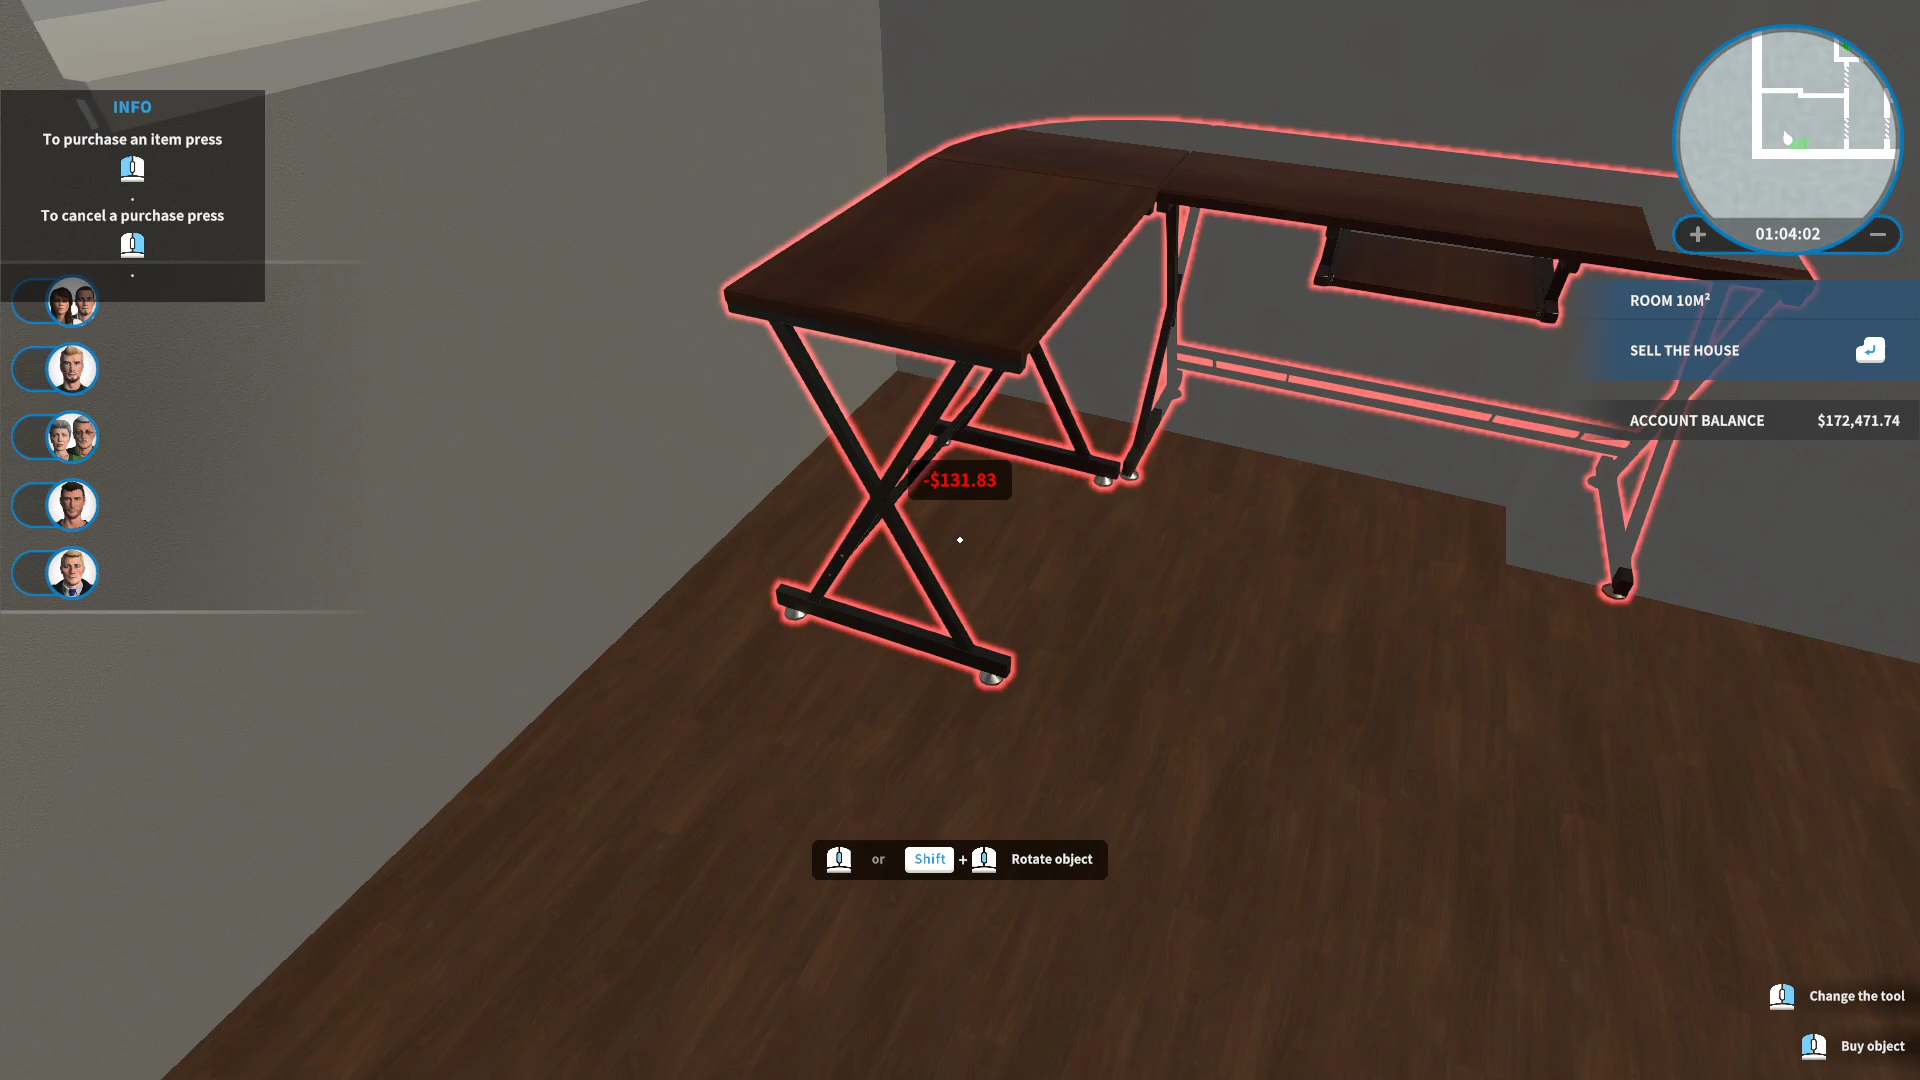 INFO
To purchase an item press
.
To cancel a purchase press
.
01:04:02
ROOM 10M²
SELL THE HOUSE
ACCOUNT BALANCE $172,471.74
-$131.83
or Shift + Rotate object
Change the tool
Buy object